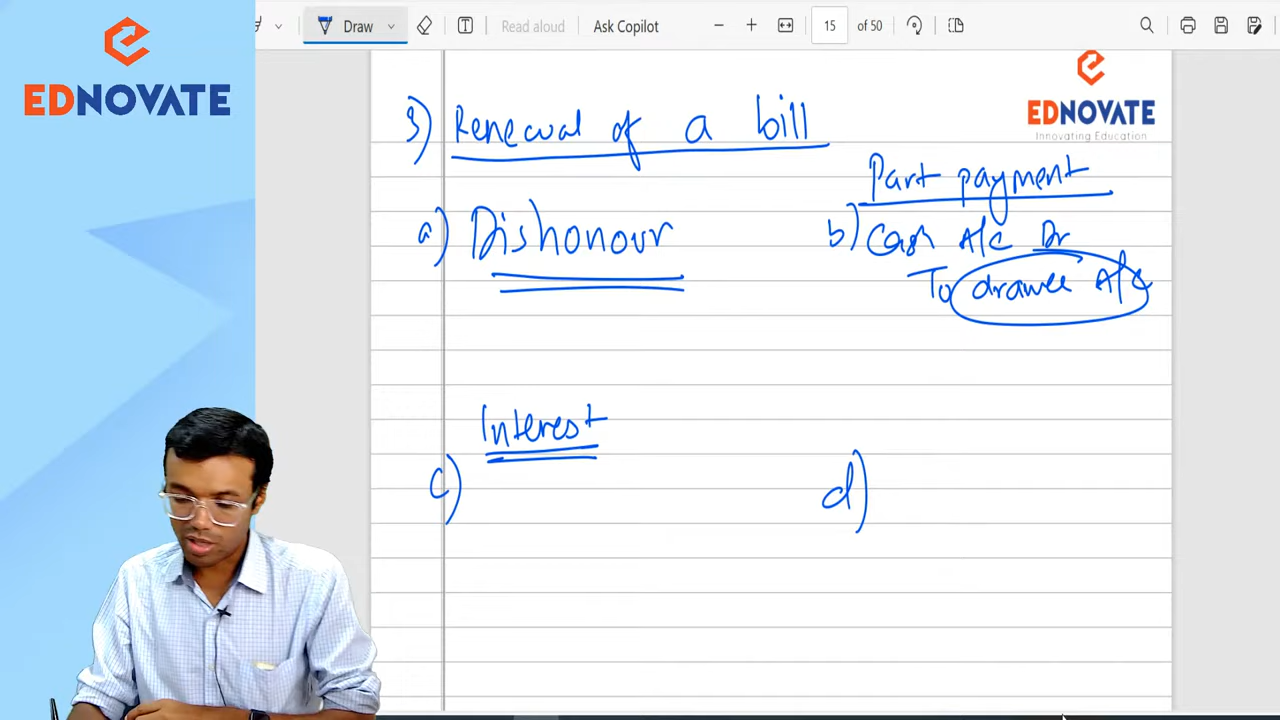 EDNOVATE
Draw
Read aloud
Ask Copilot
15
of 50
EDNOVATE
Innovating Education
3) Renewal of a bill
Part payment
a) Dishonour
b) Cash A/c Dr
To drawee A/c
Interest
c)
d)